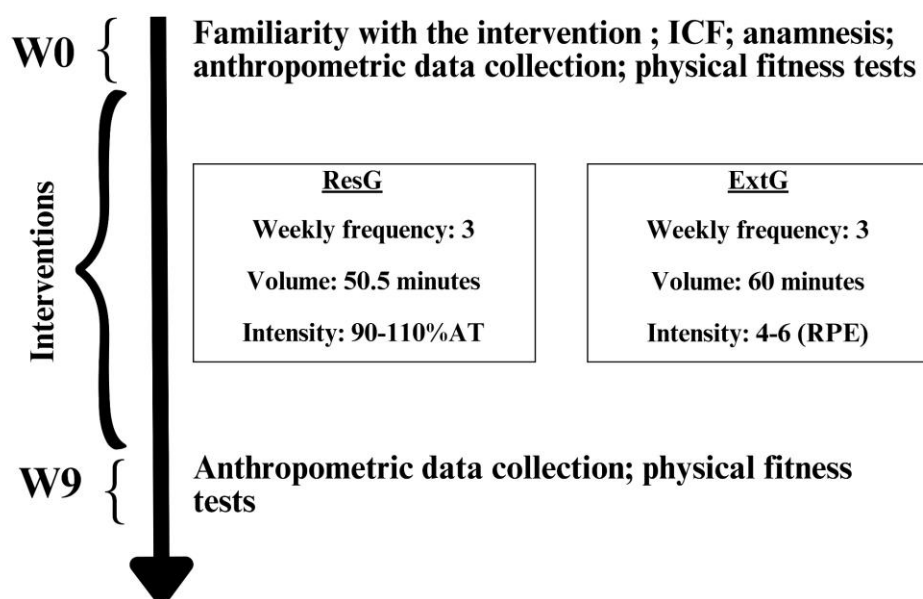 W0
Familiarity with the intervention ; ICF; anamnesis;
anthropometric data collection; physical fitness tests
Interventions
ResG
Weekly frequency: 3
Volume: 50.5 minutes
Intensity: 90-110%AT
ExtG
Weekly frequency: 3
Volume: 60 minutes
Intensity: 4-6 (RPE)
W9
Anthropometric data collection; physical fitness
tests